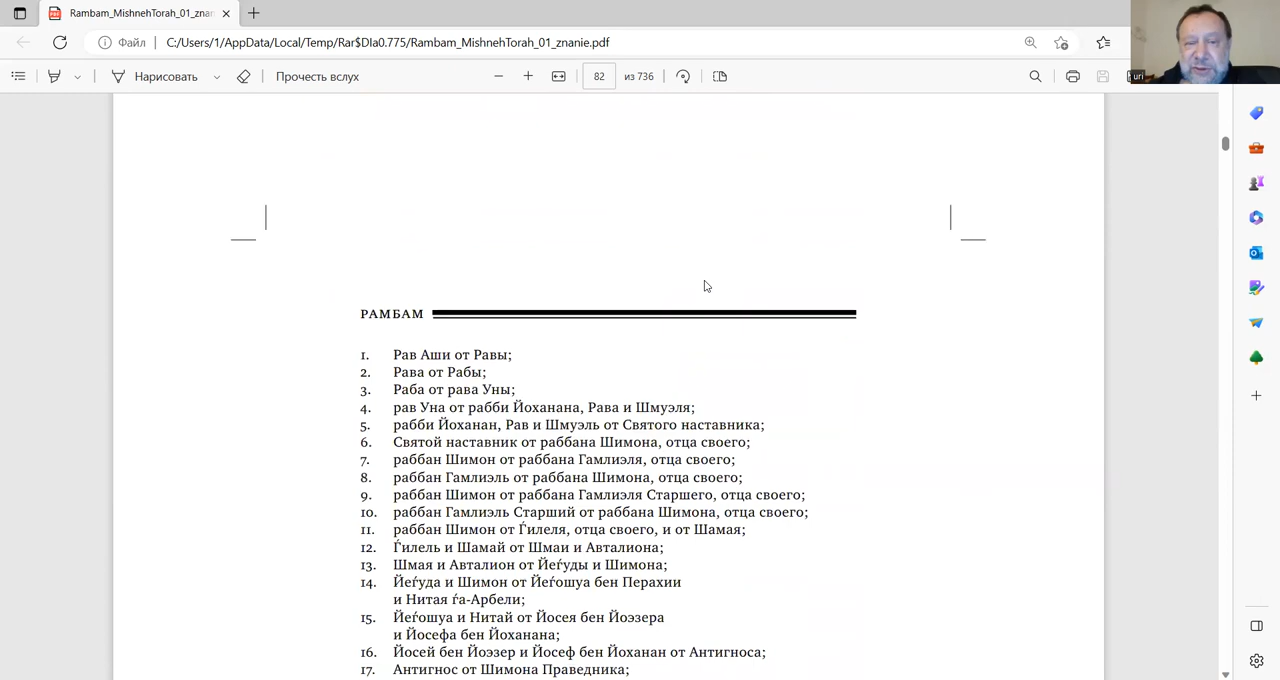 Rambam_MishnehTorah_01_znan
Файл C:/Users/1/AppData/Local/Temp/Rar$DIa0.775/Rambam_MishnehTorah_01_znanie.pdf
Нарисовать Прочесть вслух 82 из 736
uri
РАМБАМ
1. Рав Аши от Равы;
2. Рава от Рабы;
3. Раба от рава Уны;
4. рав Уна от рабби Йоханана, Рава и Шмуэля;
5. рабби Йоханан, Рав и Шмуэль от Святого наставника;
6. Святой наставник от раббана Шимона, отца своего;
7. раббан Шимон от раббана Гамлиэля, отца своего;
8. раббан Гамлиэль от раббана Шимона, отца своего;
9. раббан Шимон от раббана Гамлиэля Старшего, отца своего;
10. раббан Гамлиэль Старший от раббана Шимона, отца своего;
11. раббан Шимон от Ѓилеля, отца своего, и от Шамая;
12. Ѓилель и Шамай от Шмаи и Авталиона;
13. Шмая и Авталион от Йеѓуды и Шимона;
14. Йеѓуда и Шимон от Йеѓошуа бен Перахии
и Нитая ѓа-Арбели;
15. Йеѓошуа и Нитай от Йосея бен Йоэзера
и Йосефа бен Йоханана;
16. Йосей бен Йоэзер и Йосеф бен Йоханан от Антигноса;
17. Антигнос от Шимона Праведника;